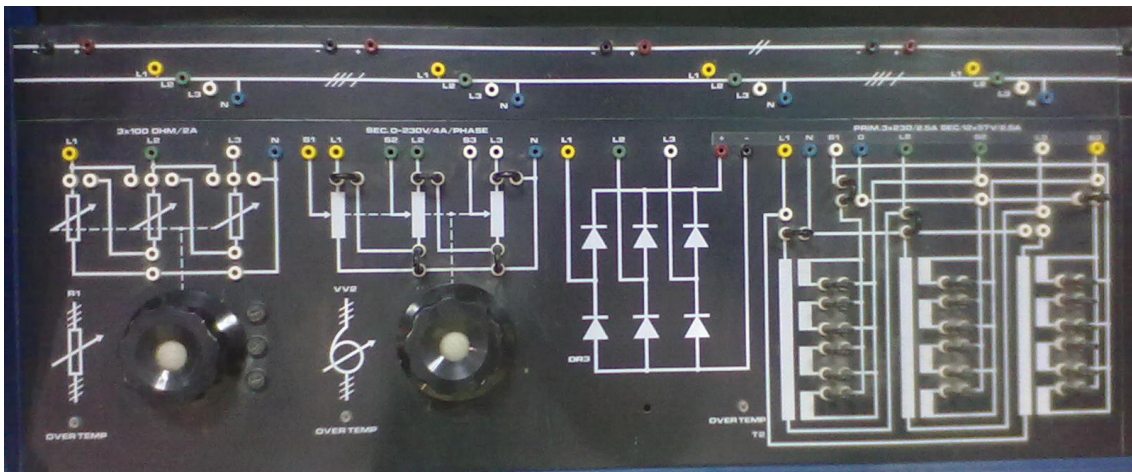 - + - + - + - +
L1 L2 L3 N L1 L2 L3 N L1 L2 L3 N L1 L2 L3 N
3x100 OHM/2A SEC.0-230V/4A/PHASE PRIM.3x230/2.5A SEC.12x57V/2.5A
L1 L2 L3 N S1 L1 S2 L2 S3 L3 N L1 L2 L3 + - L1 N S1 0 L2 S2 L3
R1 VV2
DR3
OVER TEMP OVER TEMP OVER TEMP
T2